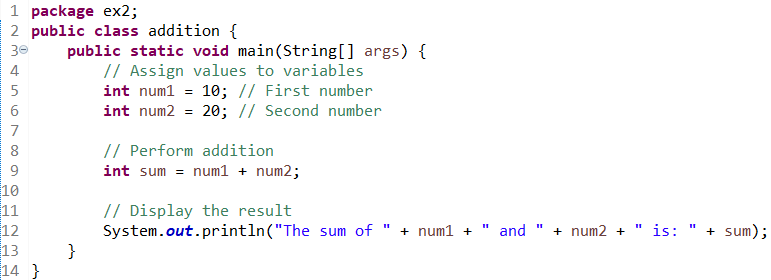 1 package ex2;
2 public class addition {
3 public static void main(String[] args) {
4 // Assign values to variables
5 int num1 = 10; // First number
6 int num2 = 20; // Second number
7
8 // Perform addition
9 int sum = num1 + num2;
10
11 // Display the result
12 System.out.println("The sum of " + num1 + " and " + num2 + " is: " + sum);
13 }
14 }